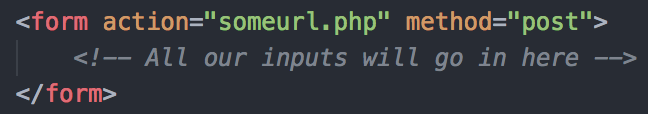 <form action="someurl.php" method="post">
<!-- All our inputs will go in here -->
</form>